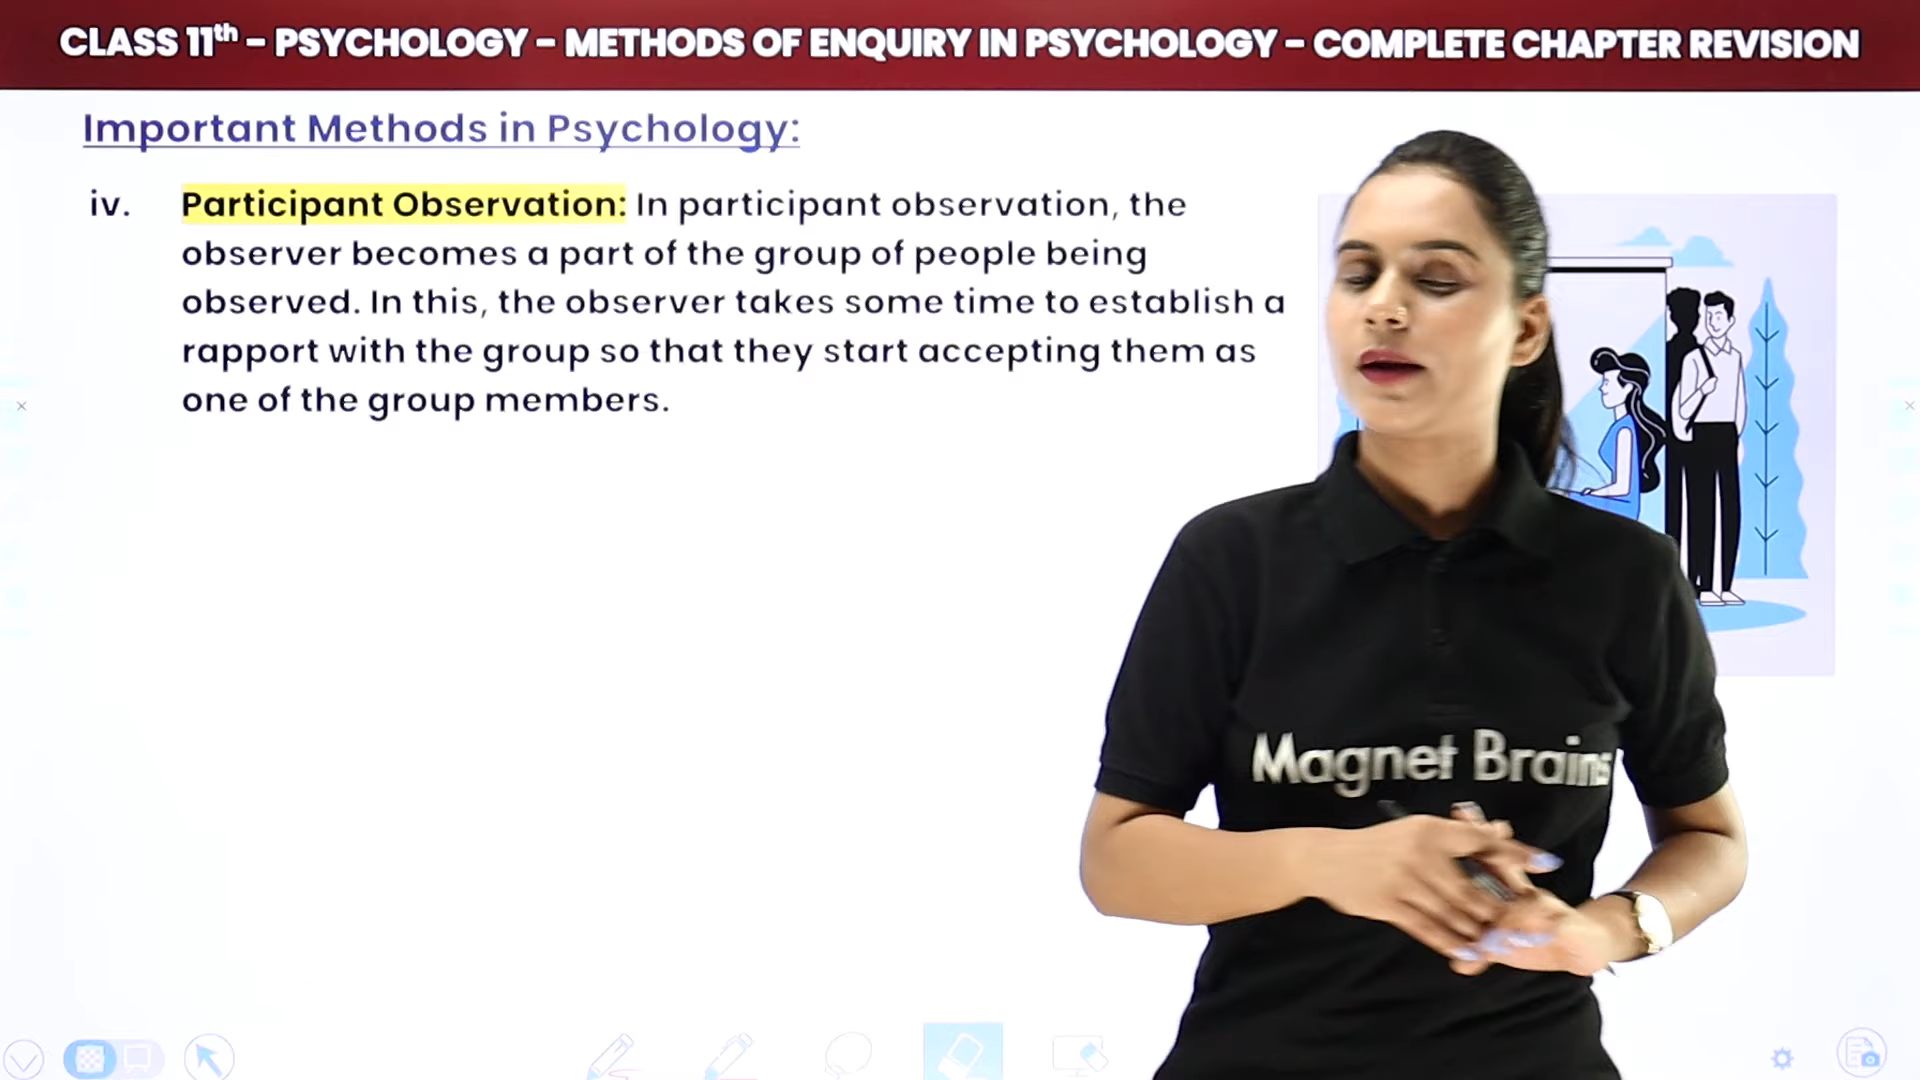 CLASS 11th - PSYCHOLOGY - METHODS OF ENQUIRY IN PSYCHOLOGY - COMPLETE CHAPTER REVISION
Important Methods in Psychology:
iv. Participant Observation: In participant observation, the
observer becomes a part of the group of people being
observed. In this, the observer takes some time to establish a
rapport with the group so that they start accepting them as
one of the group members.
Magnet Brains